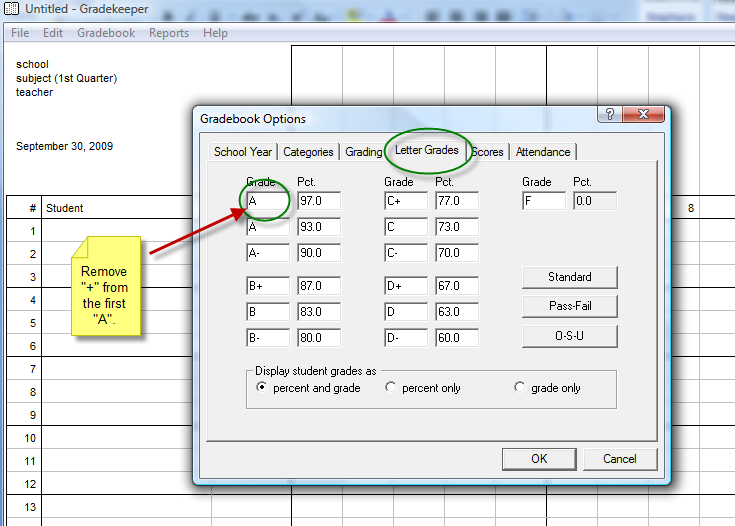 Untitled - Gradekeeper
File Edit Gradebook Reports Help
school
subject (1st Quarter)
teacher
September 30, 2009
# Student 8
1
2
3
4
5
6
7
8
9
10
11
12
13
Remove
"+" from
the first
"A".
Gradebook Options ? X
School Year Categories Grading Letter Grades Scores Attendance
Grade Pct. Grade Pct. Grade Pct.
A 97.0 C+ 77.0 F 0.0
A 93.0 C 73.0
A- 90.0 C- 70.0
B+ 87.0 D+ 67.0
B 83.0 D 63.0
B- 80.0 D- 60.0
Standard
Pass-Fail
O-S-U
Display student grades as
percent and grade percent only grade only
OK Cancel